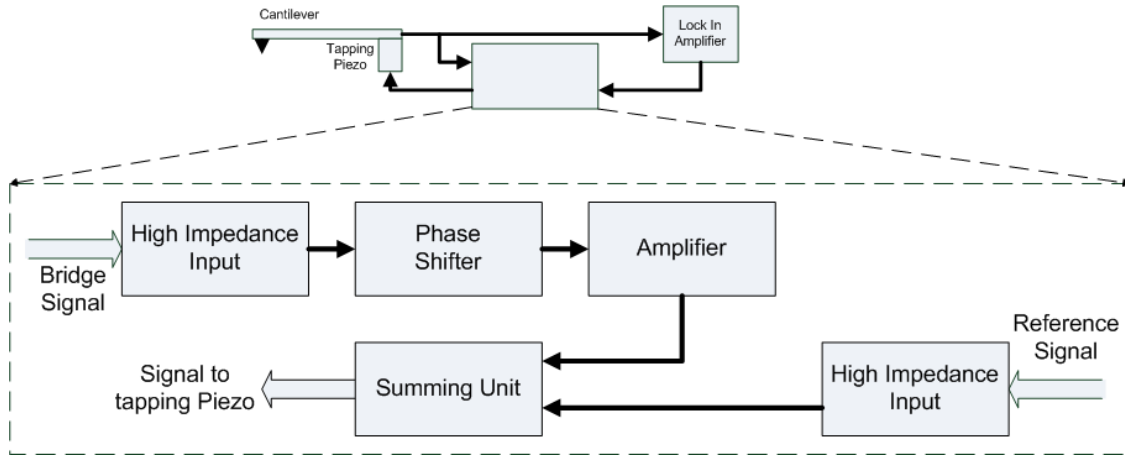 Cantilever
Lock In
Amplifier
Tapping
Piezo
High Impedance
Input
Phase
Shifter
Amplifier
Bridge
Signal
Reference
Signal
Signal to
tapping Piezo
Summing Unit
High Impedance
Input